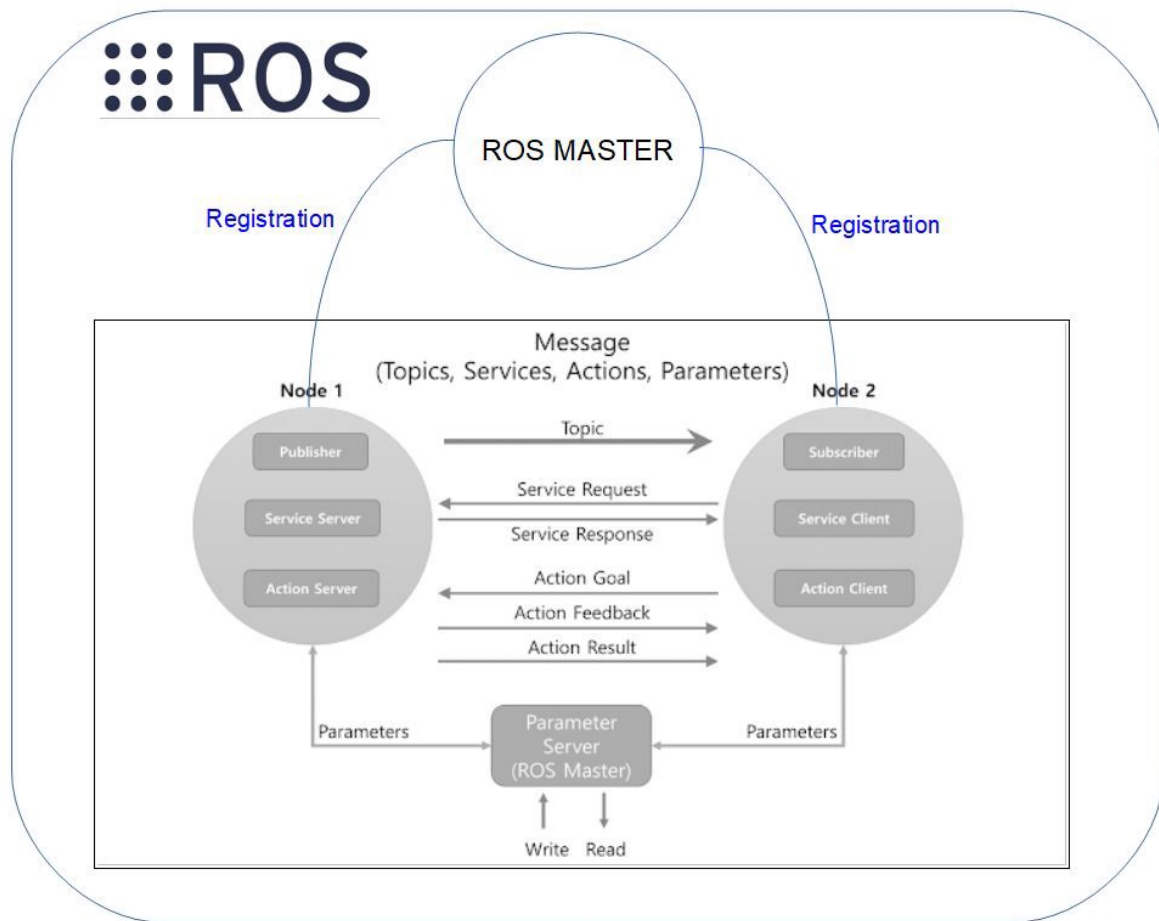 ROS
ROS MASTER
Registration
Registration
Message
(Topics, Services, Actions, Parameters)
Node 1
Node 2
Topic
Publisher
Subscriber
Service Request
Service Server
Service Client
Service Response
Action Goal
Action Server
Action Client
Action Feedback
Action Result
Parameters
Parameter
Server
(ROS Master)
Parameters
Write
Read